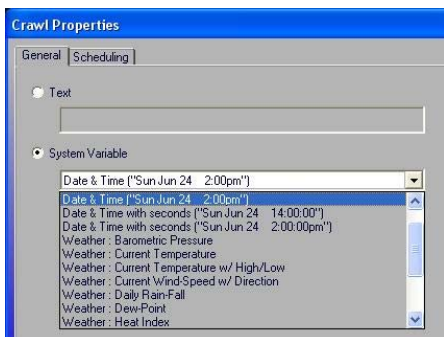 Crawl Properties
General Scheduling
Text
System Variable
Date & Time ("Sun Jun 24 2:00pm")
Date & Time ("Sun Jun 24 2:00pm")
Date & Time with seconds ("Sun Jun 24 14:00:00")
Date & Time with seconds ("Sun Jun 24 2:00:00pm")
Weather : Barometric Pressure
Weather : Current Temperature
Weather : Current Temperature w/ High/Low
Weather : Current Wind-Speed w/ Direction
Weather : Daily Rain-Fall
Weather : Dew-Point
Weather : Heat Index